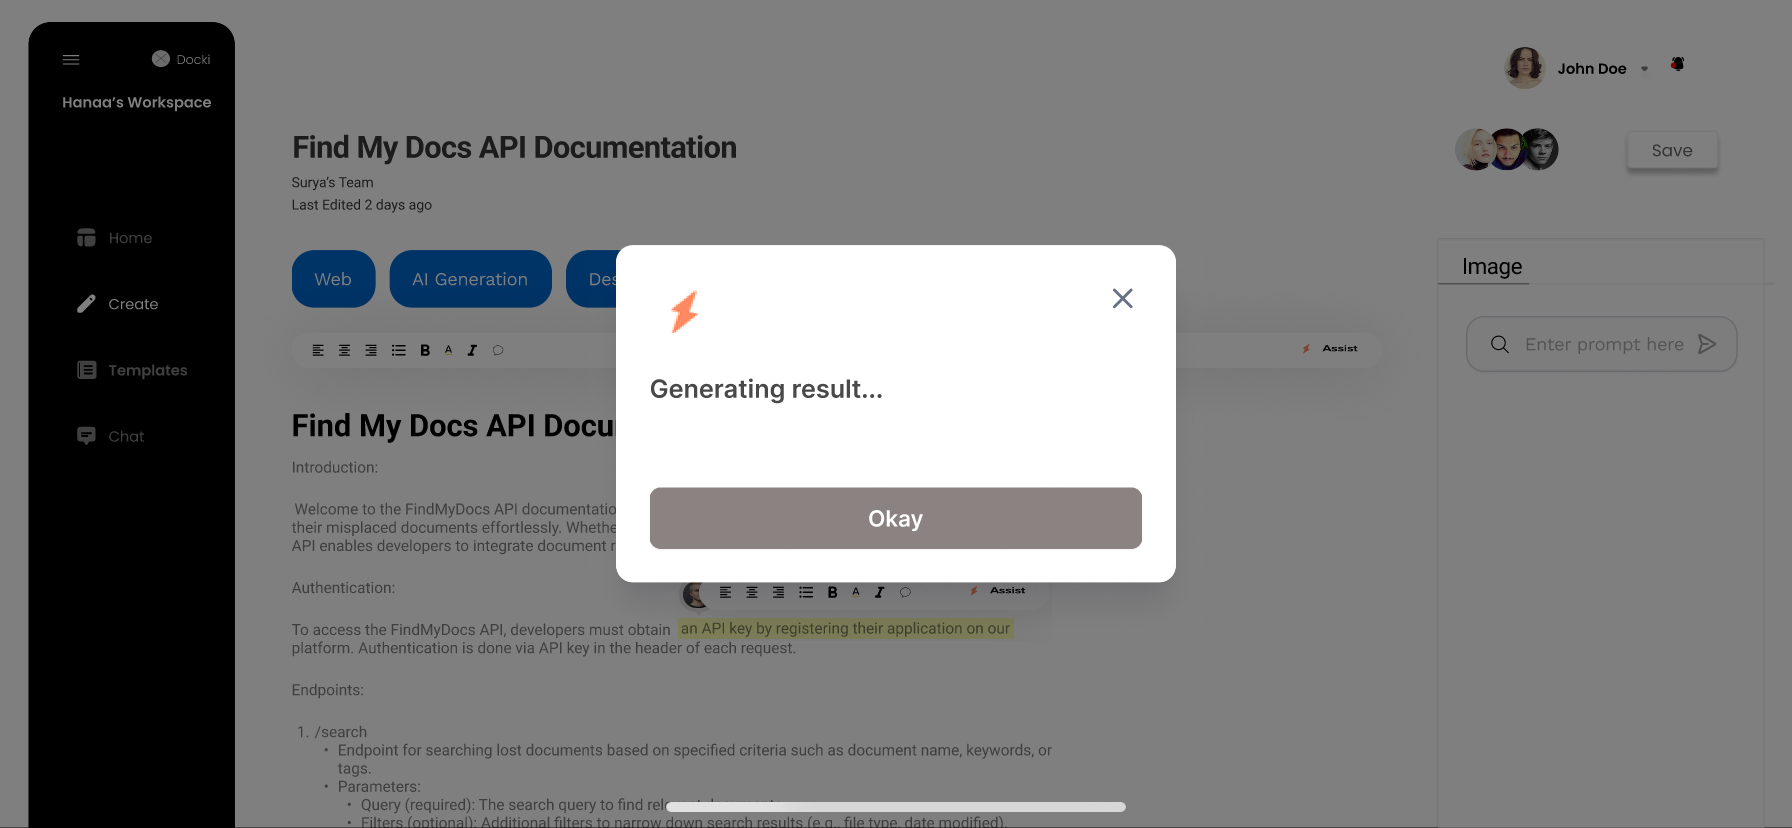 Docki
Hanaa's Workspace
Home
Create
Templates
Chat
John Doe
Find My Docs API Documentation
Surya's Team
Last Edited 2 days ago
Save
Web
AI Generation
Image
Enter prompt here
Assist
Generating result...
Okay
Find My Docs API
Introduction:
Welcome to the FindMyDocs API
their misplaced documents effortlessly.
API enables developers to integrate document
Authentication:
Assist
To access the FindMyDocs API, developers must obtain an API key by registering their application on our
platform. Authentication is done via API key in the header of each request.
Endpoints:
1. /search
• Endpoint for searching lost documents based on specified criteria such as document name, keywords, or
tags.
• Parameters:
• Query (required): The search query to find
• Filters (optional): Additional filters to narrow down search results (e.g., file type, date modified).